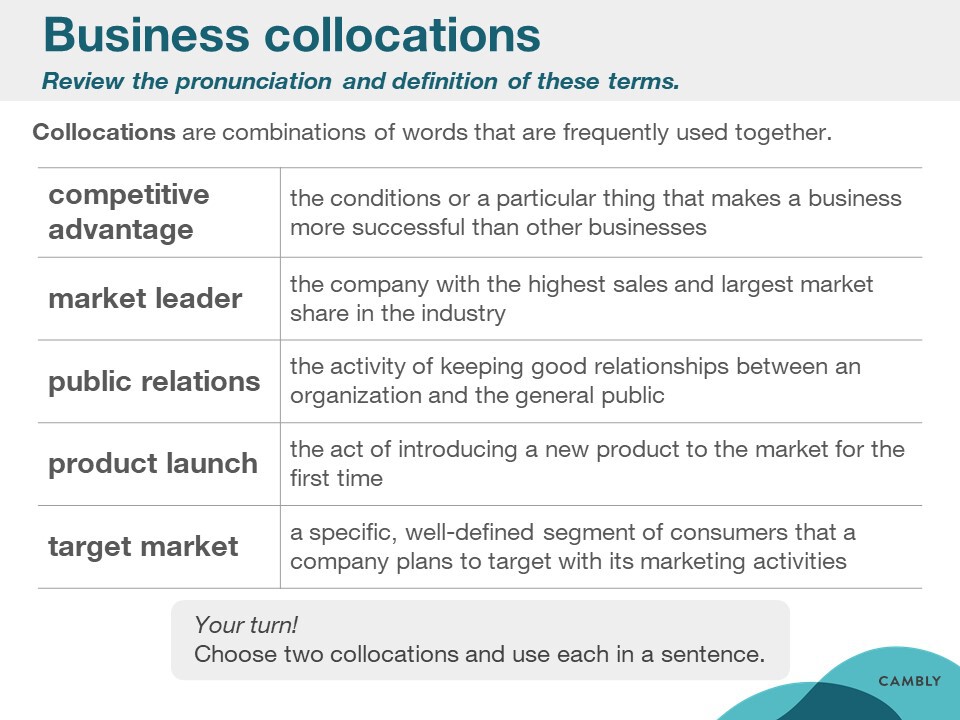 Business collocations
Review the pronunciation and definition of these terms.
Collocations are combinations of words that are frequently used together.
competitive
advantage
the conditions or a particular thing that makes a business
more successful than other businesses
market leader
the company with the highest sales and largest market
share in the industry
public relations
the activity of keeping good relationships between an
organization and the general public
product launch
the act of introducing a new product to the market for the
first time
target market
a specific, well-defined segment of consumers that a
company plans to target with its marketing activities
Your turn!
Choose two collocations and use each in a sentence.
CAMBLY